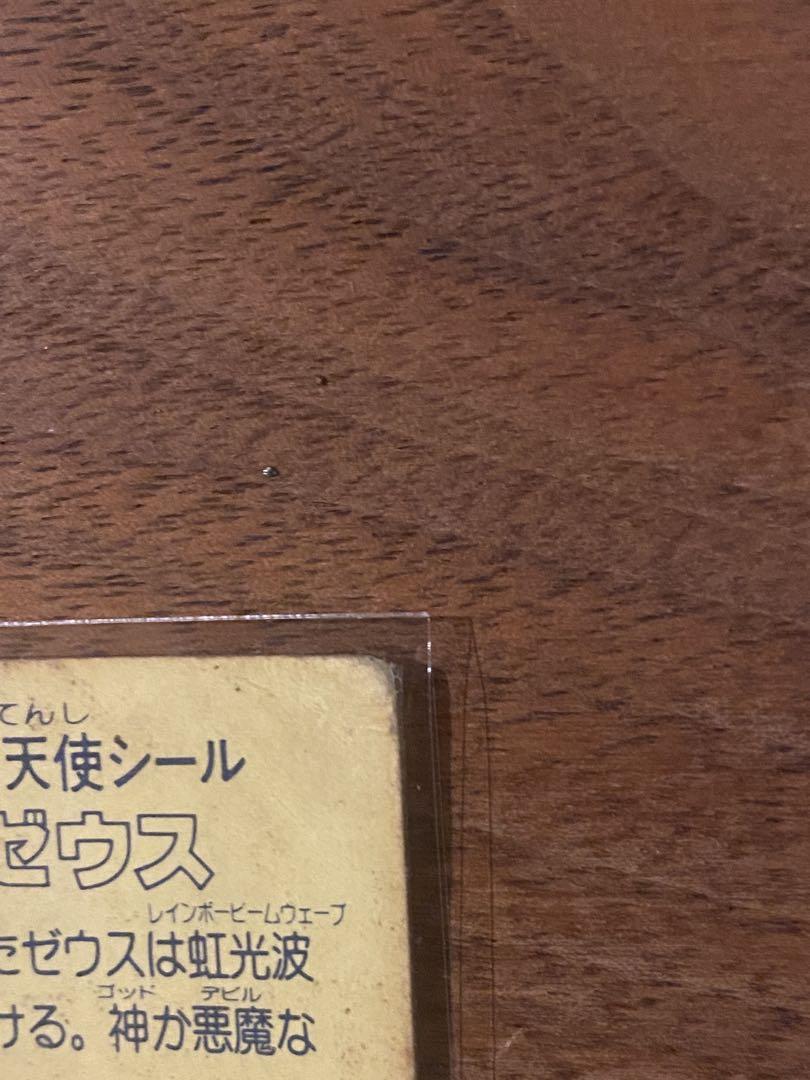 てんし
天使シール
ゼウス
レインボービームウェーブ
たゼウスは虹光波
ゴッド デビル
ける。神か悪魔な